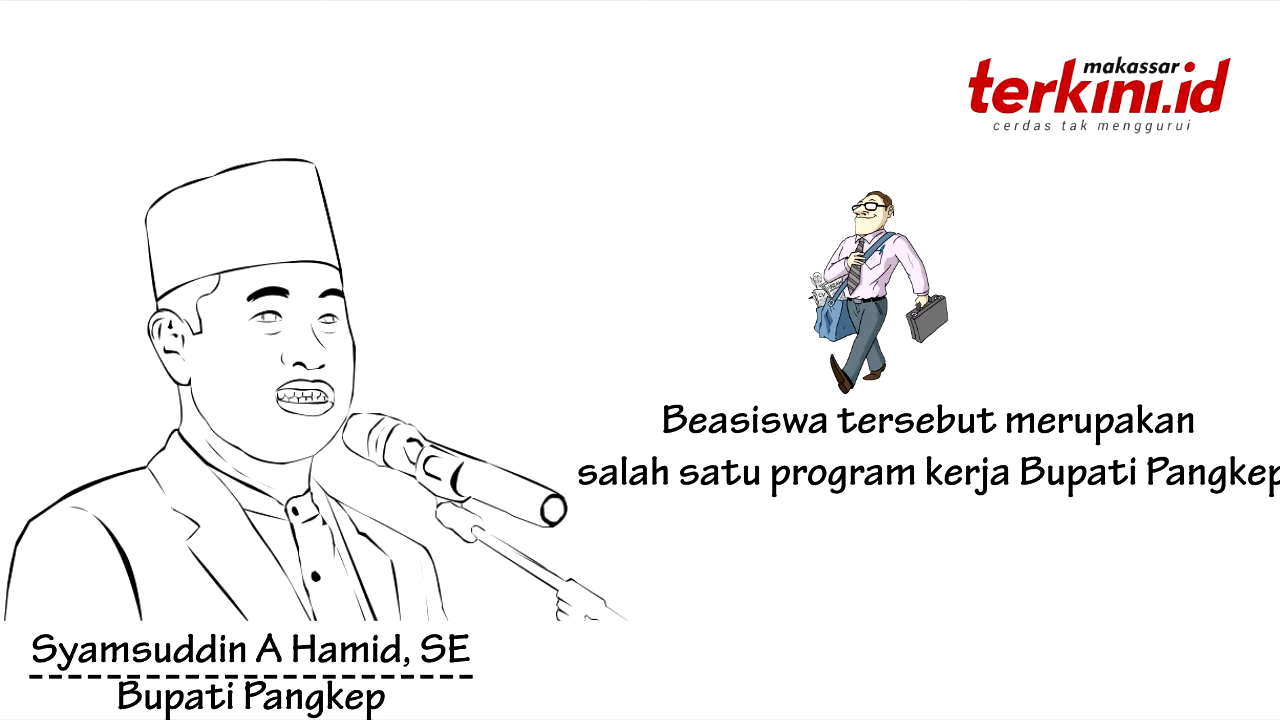 makassar
terkini.id
cerdas tak menggurui
Beasiswa tersebut merupakan
salah satu program kerja Bupati Pangkep
Syamsuddin A Hamid, SE
Bupati Pangkep